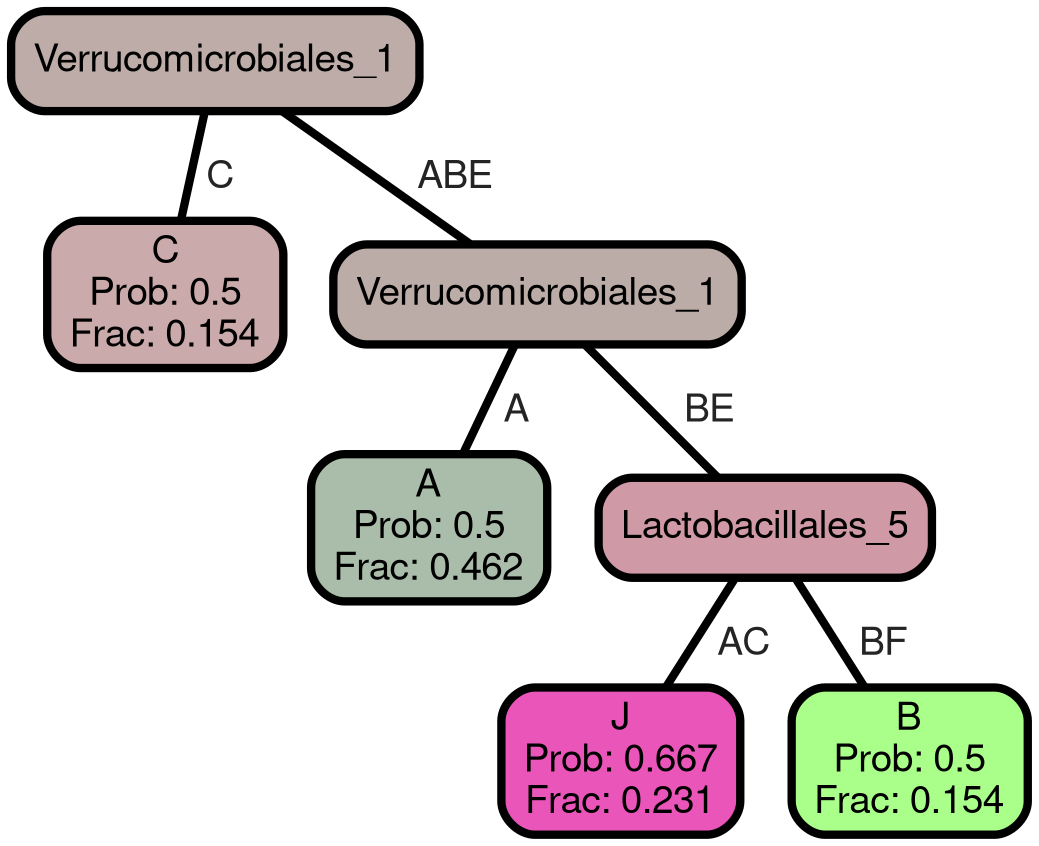 Verrucomicrobiales_1
C
ABE
C
Prob: 0.5
Frac: 0.154
Verrucomicrobiales_1
A
BE
A
Prob: 0.5
Frac: 0.462
Lactobacillales_5
AC
BF
J
Prob: 0.667
Frac: 0.231
B
Prob: 0.5
Frac: 0.154